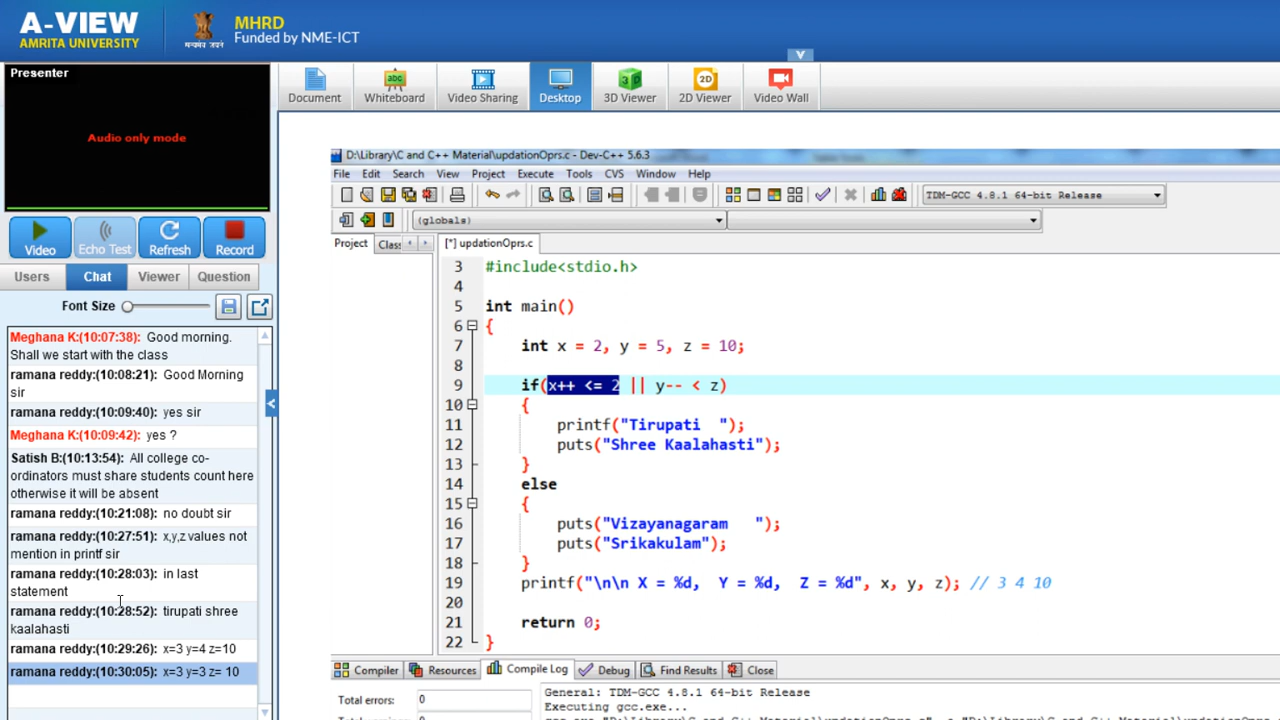 A-VIEW
AMRITA UNIVERSITY
सत्यमेव जयते
MHRD
Funded by NME-ICT
Presenter
Audio only mode
Document
abc
Whiteboard
Video Sharing
Desktop
3D
3D Viewer
2D
2D Viewer
Video Wall
Video
Echo Test
Refresh
Record
Users
Chat
Viewer
Question
Font Size
Meghana K:(10:07:38): Good morning.
Shall we start with the class
ramana reddy:(10:08:21): Good Morning
sir
ramana reddy:(10:09:40): yes sir
Meghana K:(10:09:42): yes ?
Satish B:(10:13:54): All college co-
ordinators must share students count here
otherwise it will be absent
ramana reddy:(10:21:08): no doubt sir
ramana reddy:(10:27:51): x,y,z values not
mention in printf sir
ramana reddy:(10:28:03): in last
statement
ramana reddy:(10:28:52): tirupati shree
kaalahasti
ramana reddy:(10:29:26): x=3 y=4 z=10
ramana reddy:(10:30:05): x=3 y=3 z= 10
D:\Library\C and C++ Material\updationOprs.c - Dev-C++ 5.6.3
File Edit Search View Project Execute Tools CVS Window Help
TDM-GCC 4.8.1 64-bit Release
(globals)
Project Class
[*] updationOprs.c
3 #include<stdio.h>
4
5 int main()
6 {
7 int x = 2, y = 5, z = 10;
8
9 if(x++ <= 2 || y-- < z)
10 {
11 printf("Tirupati  ");
12 puts("Shree Kaalahasti");
13 }
14 else
15 {
16 puts("Vizayanagaram   ");
17 puts("Srikakulam");
18 }
19 printf("\n\n X = %d,  Y = %d,  Z = %d", x, y, z); // 3 4 10
20
21 return 0;
22 }
Compiler Resources Compile Log Debug Find Results Close
Total errors: 0
General: TDM-GCC 4.8.1 64-bit Release
Executing gcc.exe...